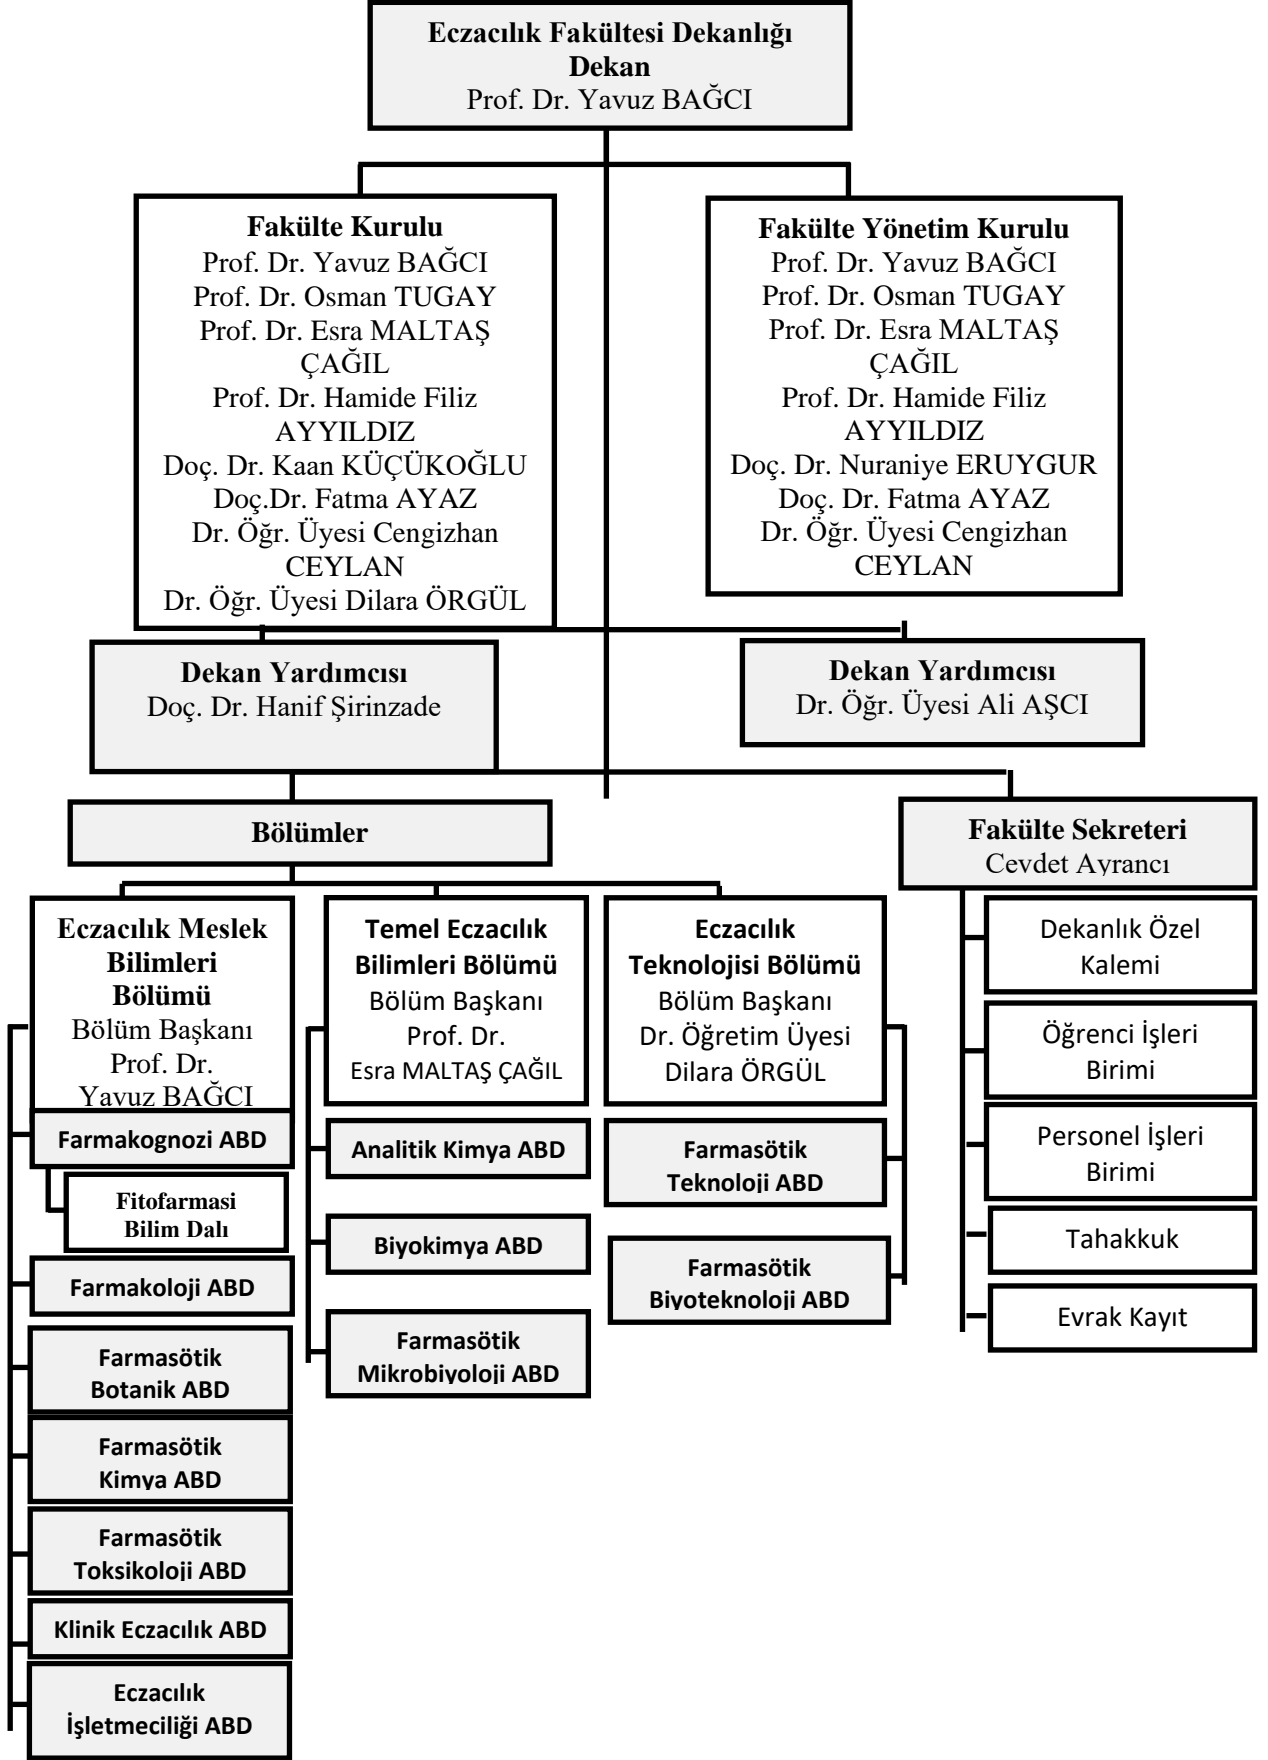 Eczacılık Fakültesi Dekanlığı
Dekan
Prof. Dr. Yavuz BAĞCI
Fakülte Kurulu
Prof. Dr. Yavuz BAĞCI
Prof. Dr. Osman TUGAY
Prof. Dr. Esra MALTAŞ
ÇAĞIL
Prof. Dr. Hamide Filiz
AYYILDIZ
Doç. Dr. Kaan KÜÇÜKOĞLU
Doç.Dr. Fatma AYAZ
Dr. Öğr. Üyesi Cengizhan
CEYLAN
Dr. Öğr. Üyesi Dilara ÖRGÜL
Fakülte Yönetim Kurulu
Prof. Dr. Yavuz BAĞCI
Prof. Dr. Osman TUGAY
Prof. Dr. Esra MALTAŞ
ÇAĞIL
Prof. Dr. Hamide Filiz
AYYILDIZ
Doç. Dr. Nuraniye ERUYGUR
Doç. Dr. Fatma AYAZ
Dr. Öğr. Üyesi Cengizhan
CEYLAN
Dekan Yardımcısı
Doç. Dr. Hanif Şirinzade
Dekan Yardımcısı
Dr. Öğr. Üyesi Ali AŞCI
Bölümler
Fakülte Sekreteri
Cevdet Ayrancı
Eczacılık Meslek
Bilimleri
Bölümü
Bölüm Başkanı
Prof. Dr.
Yavuz BAĞCI
Farmakognozi ABD
Fitofarmasi
Bilim Dalı
Farmakoloji ABD
Farmasötik
Botanik ABD
Farmasötik
Kimya ABD
Farmasötik
Toksikoloji ABD
Klinik Eczacılık ABD
Eczacılık
İşletmeciliği ABD
Temel Eczacılık
Bilimleri Bölümü
Bölüm Başkanı
Prof. Dr.
Esra MALTAŞ ÇAĞIL
Analitik Kimya ABD
Biyokimya ABD
Farmasötik
Mikrobiyoloji ABD
Eczacılık
Teknolojisi Bölümü
Bölüm Başkanı
Dr. Öğretim Üyesi
Dilara ÖRGÜL
Farmasötik
Teknoloji ABD
Farmasötik
Biyoteknoloji ABD
Dekanlık Özel
Kalemi
Öğrenci İşleri
Birimi
Personel İşleri
Birimi
Tahakkuk
Evrak Kayıt